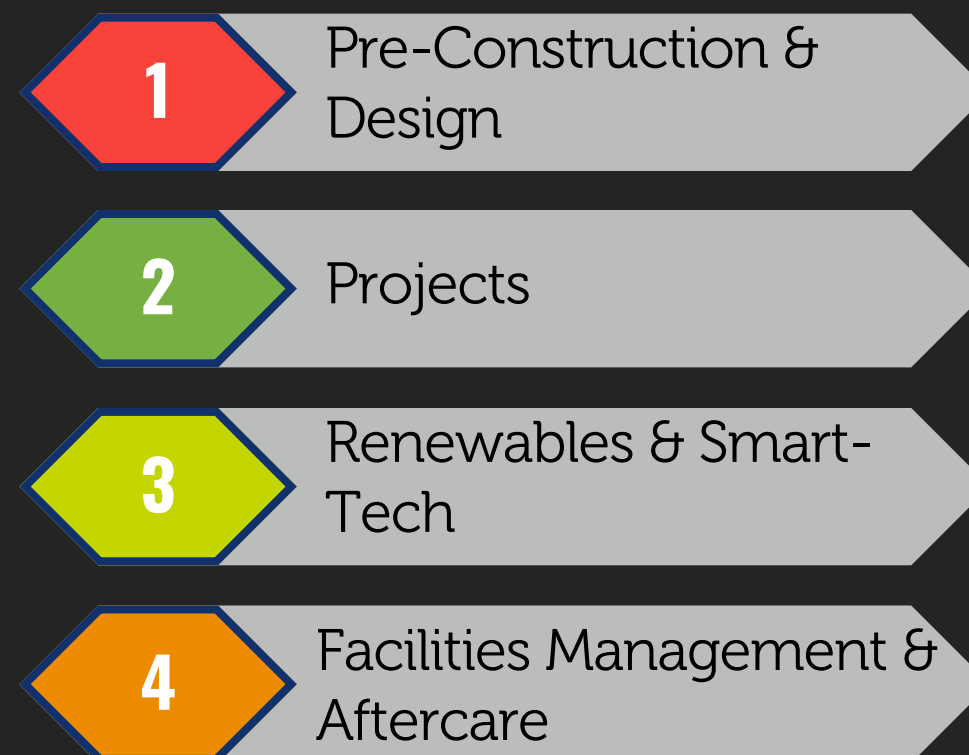 1
Pre-Construction &
Design
2
Projects
3
Renewables & Smart-
Tech
4
Facilities Management &
Aftercare